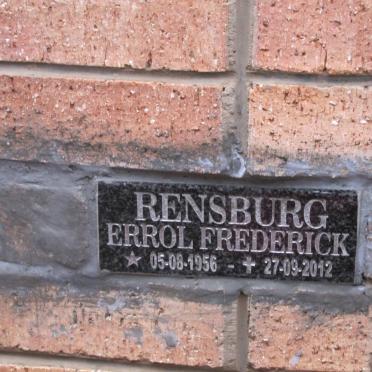 RENSBURG
ERROL FREDERICK
☆ 05-08-1956 - ✝ 27-09-2012